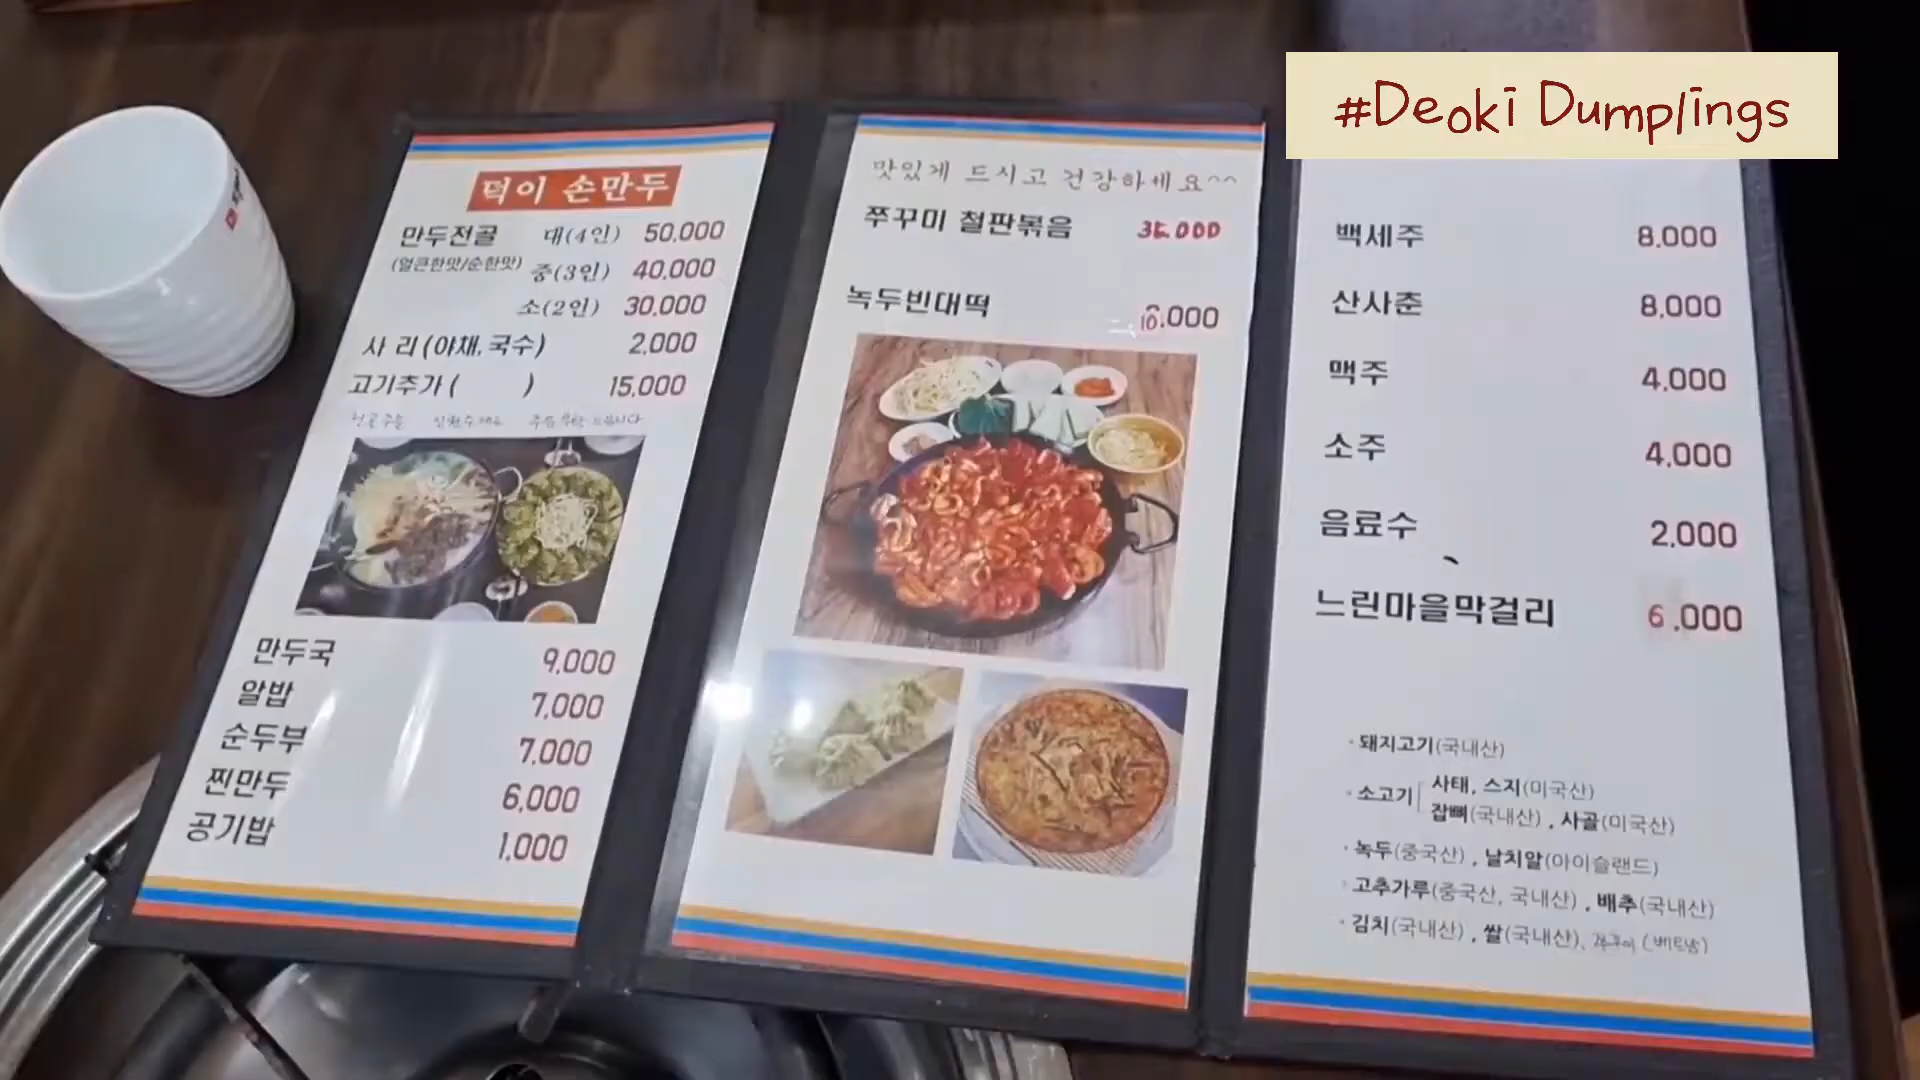 #Deoki Dumplings
덕이 손만두
만두전골 대(4인) 50,000
(얼큰한맛/순한맛) 중(3인) 40,000
소(2인) 30,000
사 리 (야채, 국수) 2,000
고기추가 ( ) 15,000
만두국 9,000
알밥 7,000
순두부 7,000
찐만두 6,000
공기밥 1,000
맛있게 드시고 건강하세요^^
쭈꾸미 철판볶음
녹두빈대떡 10.000
백세주 8,000
산사춘 8,000
맥주 4,000
소주 4,000
음료수 2,000
느린마을막걸리 6.000
· 돼지고기(국내산)
· 소고기 [ 사태, 스지(미국산)
잡뼈(국내산) , 사골(미국산)
· 녹두(중국산) , 날치알(아이슬랜드)
· 고추가루(중국산, 국내산) , 배추(국내산)
· 김치(국내산) , 쌀(국내산), (베트남)